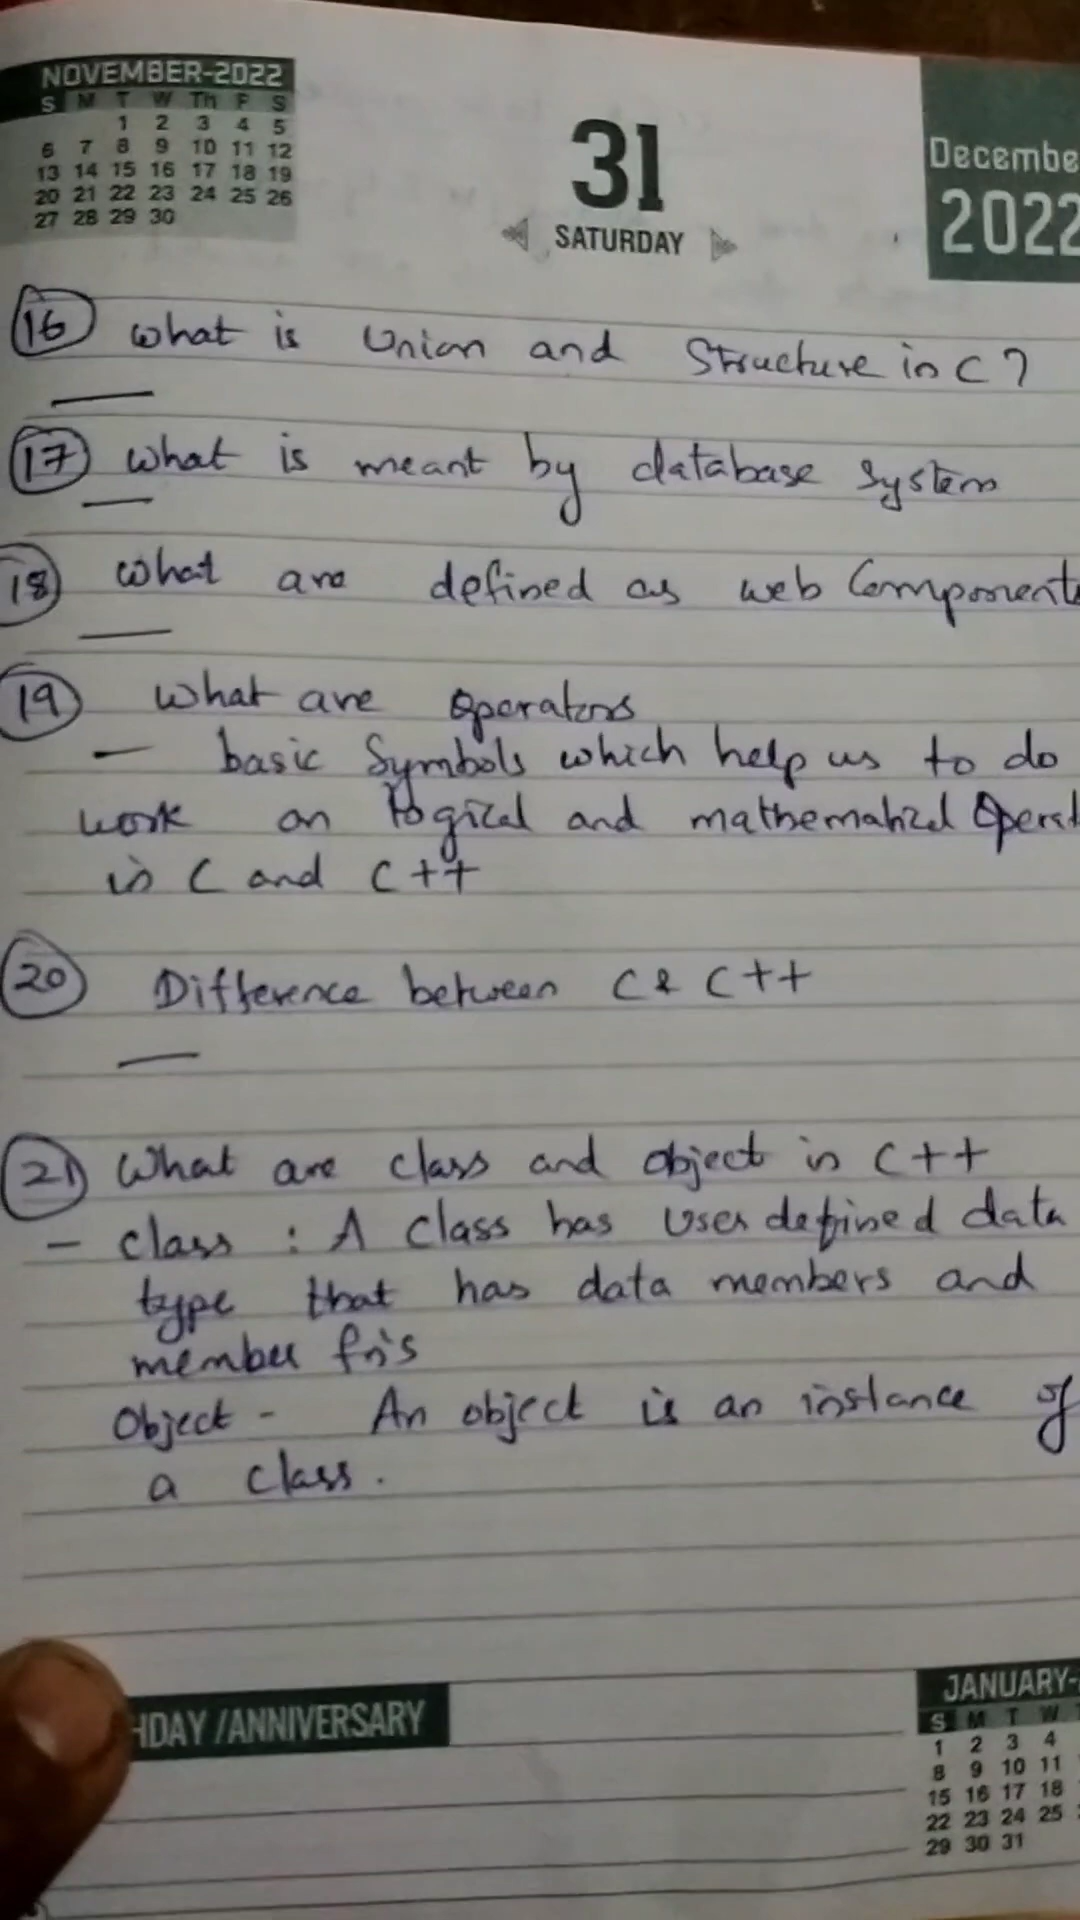 NOVEMBER-2022
S M T W Th F S
1 2 3 4 5
6 7 8 9 10 11 12
13 14 15 16 17 18 19
20 21 22 23 24 25 26
27 28 29 30
31
SATURDAY
Decembe
2022
16 What is Union and Structure in C?
17 What is meant by database system
18 What are defined as web Component
19 What are operators
— basic Symbols which help us to do
work on logical and mathematical Operat
in C and C++
20 Difference between C & C++
21 What are class and object in C++
– class : A class has User defined data
type that has data members and
member fn's
Object - An object is an instance of
a class.
HDAY /ANNIVERSARY
JANUARY-
S M T W
1 2 3 4
8 9 10 11
15 16 17 18
22 23 24 25
29 30 31